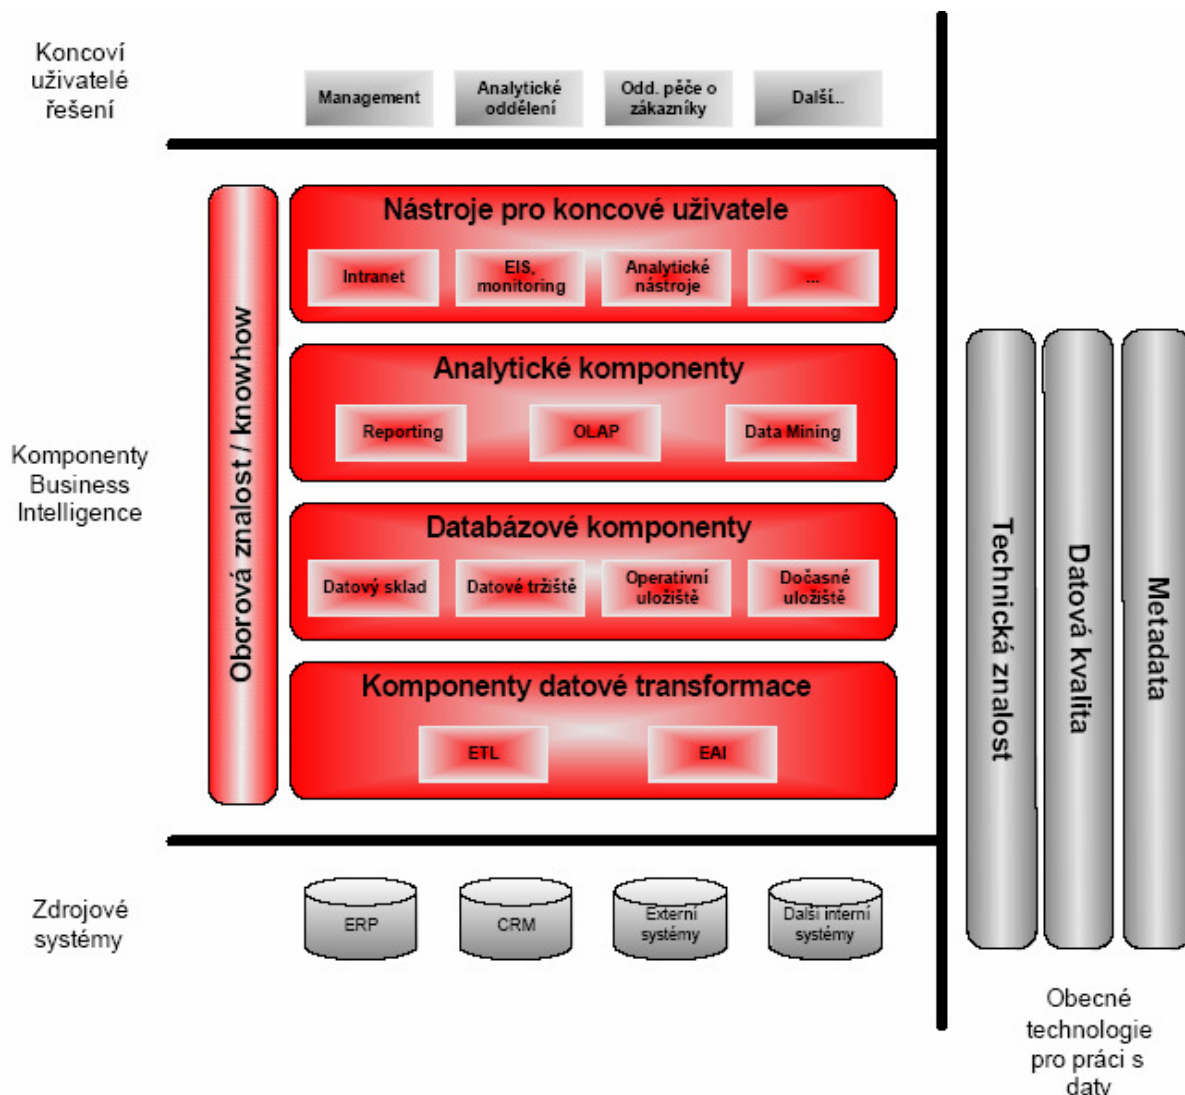 Koncoví
uživatelé
řešení
Management
Analytické
oddělení
Odd. péče o
zákazníky
Další...
Nástroje pro koncové uživatele
Intranet
EIS,
monitoring
Analytické
nástroje
...
Analytické komponenty
Reporting
OLAP
Data Mining
Komponenty
Business
Intelligence
Oborová znalost / knowhow
Databázové komponenty
Datový sklad
Datové tržiště
Operativní
uložiště
Dočasné
uložiště
Komponenty datové transformace
ETL
EAI
Technická znalost
Datová kvalita
Metadata
Zdrojové
systémy
ERP
CRM
Externí
systémy
Další interní
systémy
Obecné
technologie
pro práci s
daty